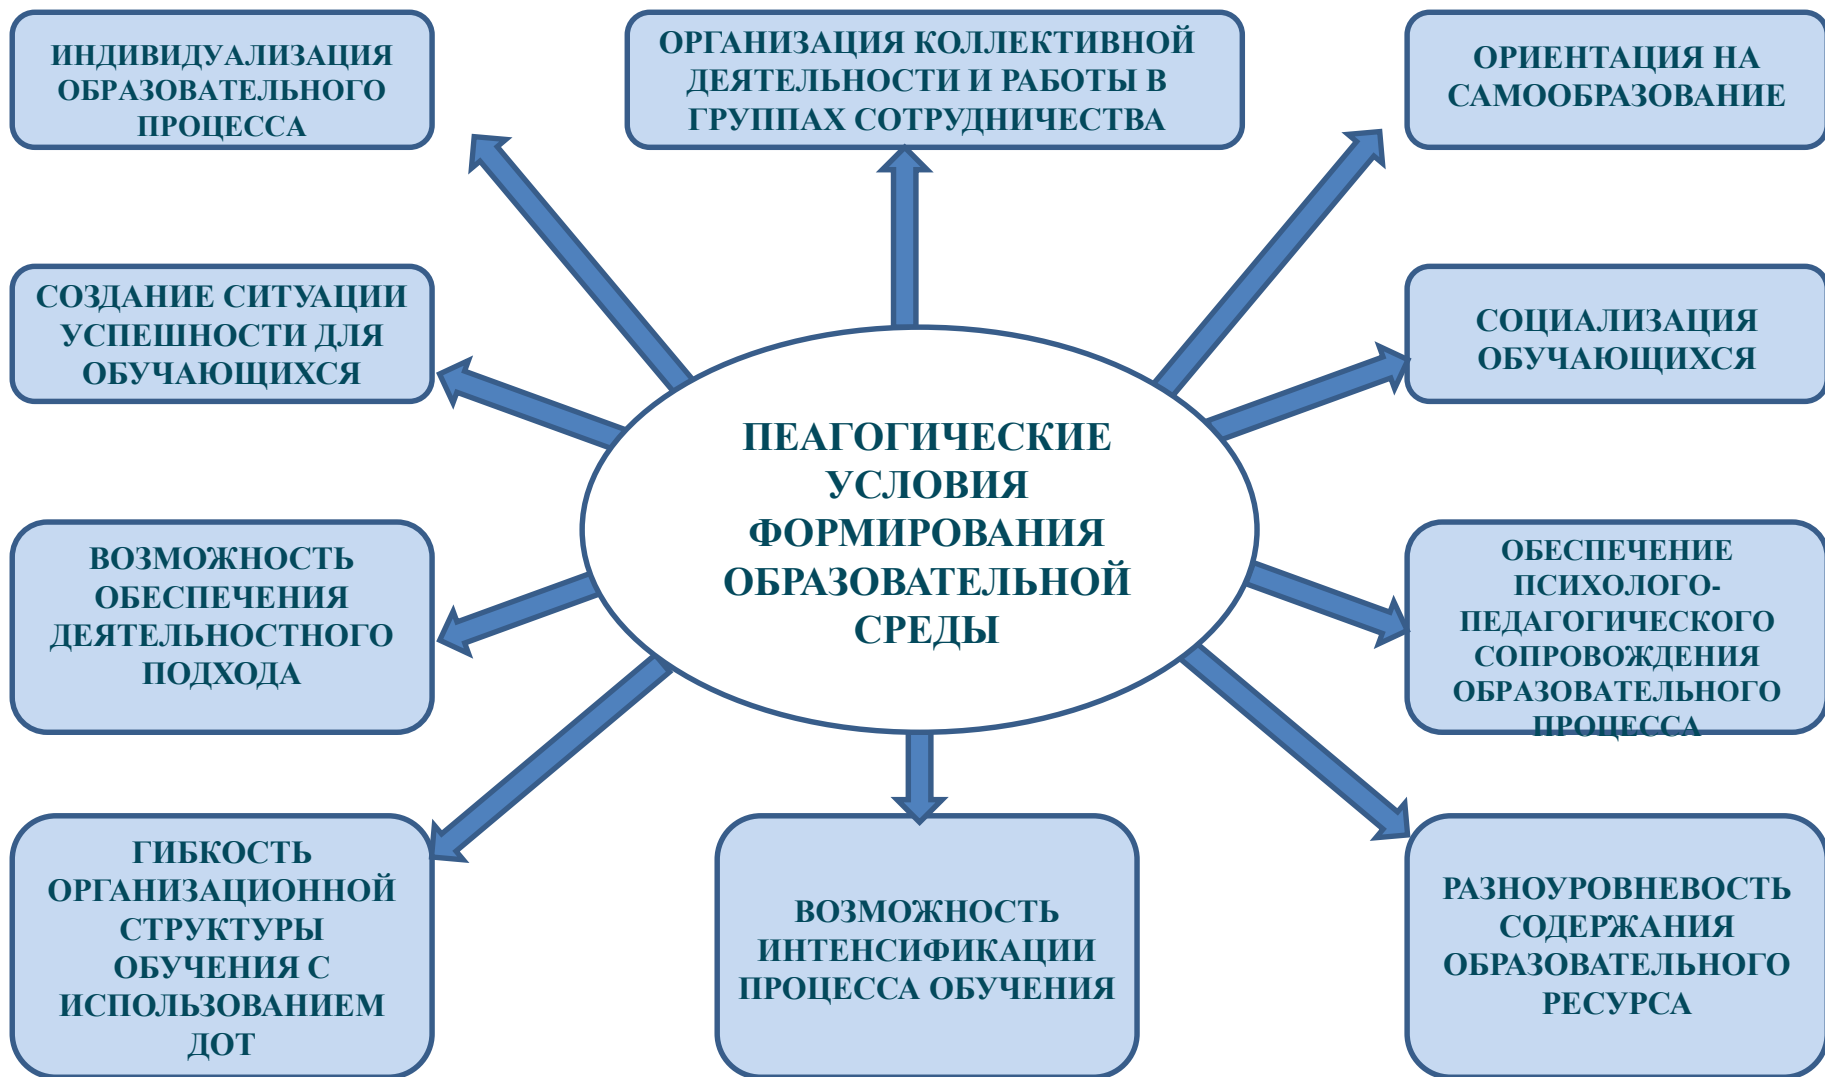 ИНДИВИДУАЛИЗАЦИЯ
ОБРАЗОВАТЕЛЬНОГО
ПРОЦЕССА
ОРГАНИЗАЦИЯ КОЛЛЕКТИВНОЙ
ДЕЯТЕЛЬНОСТИ И РАБОТЫ В
ГРУППАХ СОТРУДНИЧЕСТВА
ОРИЕНТАЦИЯ НА
САМООБРАЗОВАНИЕ
СОЗДАНИЕ СИТУАЦИИ
УСПЕШНОСТИ ДЛЯ
ОБУЧАЮЩИХСЯ
СОЦИАЛИЗАЦИЯ
ОБУЧАЮЩИХСЯ
ПЕАГОГИЧЕСКИЕ
УСЛОВИЯ
ФОРМИРОВАНИЯ
ОБРАЗОВАТЕЛЬНОЙ
СРЕДЫ
ВОЗМОЖНОСТЬ
ОБЕСПЕЧЕНИЯ
ДЕЯТЕЛЬНОСТНОГО
ПОДХОДА
ОБЕСПЕЧЕНИЕ
ПСИХОЛОГО-
ПЕДАГОГИЧЕСКОГО
СОПРОВОЖДЕНИЯ
ОБРАЗОВАТЕЛЬНОГО
ПРОЦЕССА
ГИБКОСТЬ
ОРГАНИЗАЦИОННОЙ
СТРУКТУРЫ
ОБУЧЕНИЯ С
ИСПОЛЬЗОВАНИЕМ
ДОТ
ВОЗМОЖНОСТЬ
ИНТЕНСИФИКАЦИИ
ПРОЦЕССА ОБУЧЕНИЯ
РАЗНОУРОВНЕВОСТЬ
СОДЕРЖАНИЯ
ОБРАЗОВАТЕЛЬНОГО
РЕСУРСА